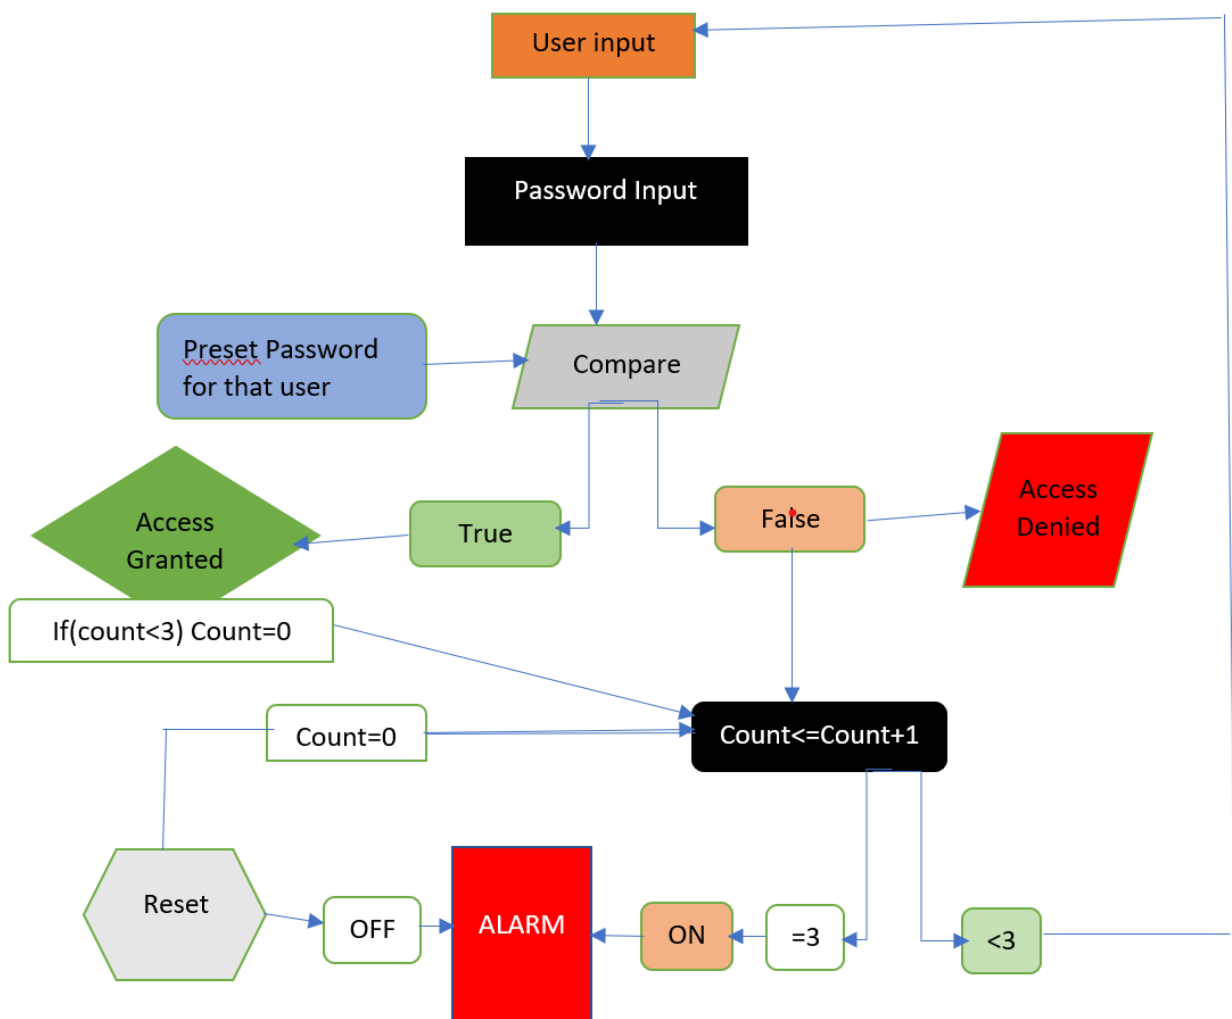 User input
Password Input
Preset Password
for that user
Compare
Access
Granted
True
False
Access
Denied
If(count<3) Count=0
Count=0
Count<=Count+1
Reset
OFF
ALARM
ON
=3
<3